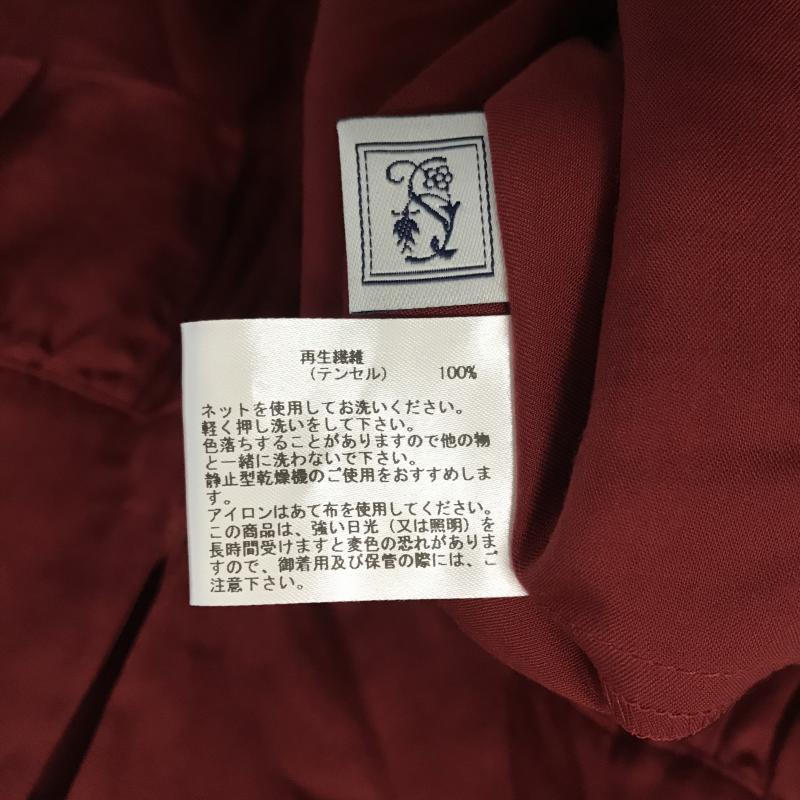 再生繊維
（テンセル） 100%
ネットを使用してお洗いください。
軽く押し洗いをして下さい。
色落ちすることがありますので他の物
と一緒に洗わないで下さい。
静止型乾燥機のご使用をおすすめしま
す。
アイロンはあて布を使用してください。
この商品は、強い日光（又は照明）を
長時間受けますと変色の恐れがありま
すので、御着用及び保管の際には、ご
注意下さい。